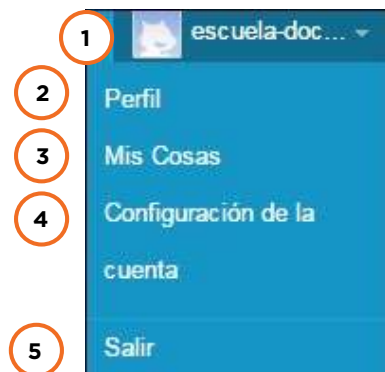 1 escuela-doc...
2 Perfil
3 Mis Cosas
4 Configuración de la
cuenta
5 Salir